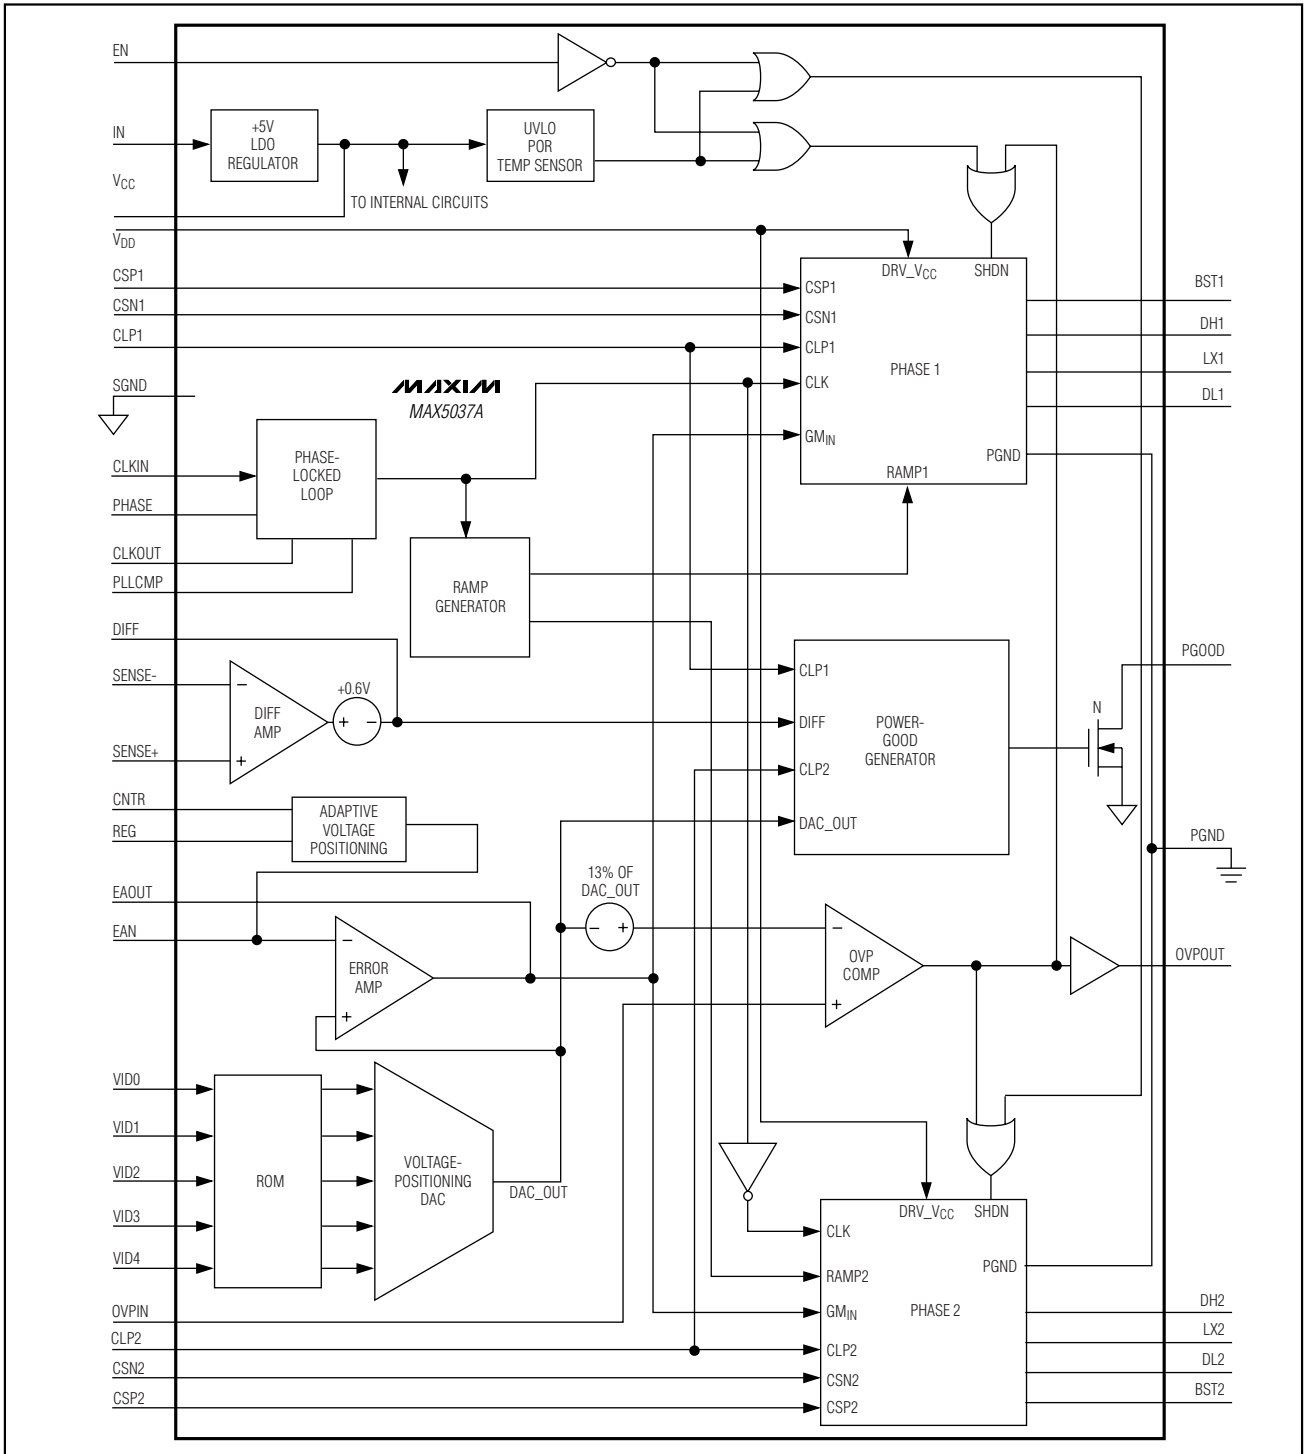 EN
IN
VCC
VDD
CSP1
CSN1
CLP1
SGND
CLKIN
PHASE
CLKOUT
PLLCMP
DIFF
SENSE-
SENSE+
CNTR
REG
EAOUT
EAN
VID0
VID1
VID2
VID3
VID4
OVPIN
CLP2
CSN2
CSP2
+5V
LDO
REGULATOR
UVLO
POR
TEMP SENSOR
TO INTERNAL CIRCUITS
MAXIM
MAX5037A
PHASE-
LOCKED
LOOP
RAMP
GENERATOR
DIFF
AMP
−
+
+0.6V
+ −
ADAPTIVE
VOLTAGE
POSITIONING
ERROR
AMP
−
+
ROM
VOLTAGE-
POSITIONING
DAC
DAC_OUT
13% OF
DAC_OUT
− +
DRV_VCC
SHDN
CSP1
CSN1
CLP1
CLK
GMIN
PHASE 1
PGND
RAMP1
CLP1
DIFF
CLP2
DAC_OUT
POWER-
GOOD
GENERATOR
N
OVP
COMP
−
+
DRV_VCC
SHDN
CLK
RAMP2
GMIN
CLP2
CSN2
CSP2
PHASE 2
PGND
BST1
DH1
LX1
DL1
PGOOD
PGND
OVPOUT
DH2
LX2
DL2
BST2